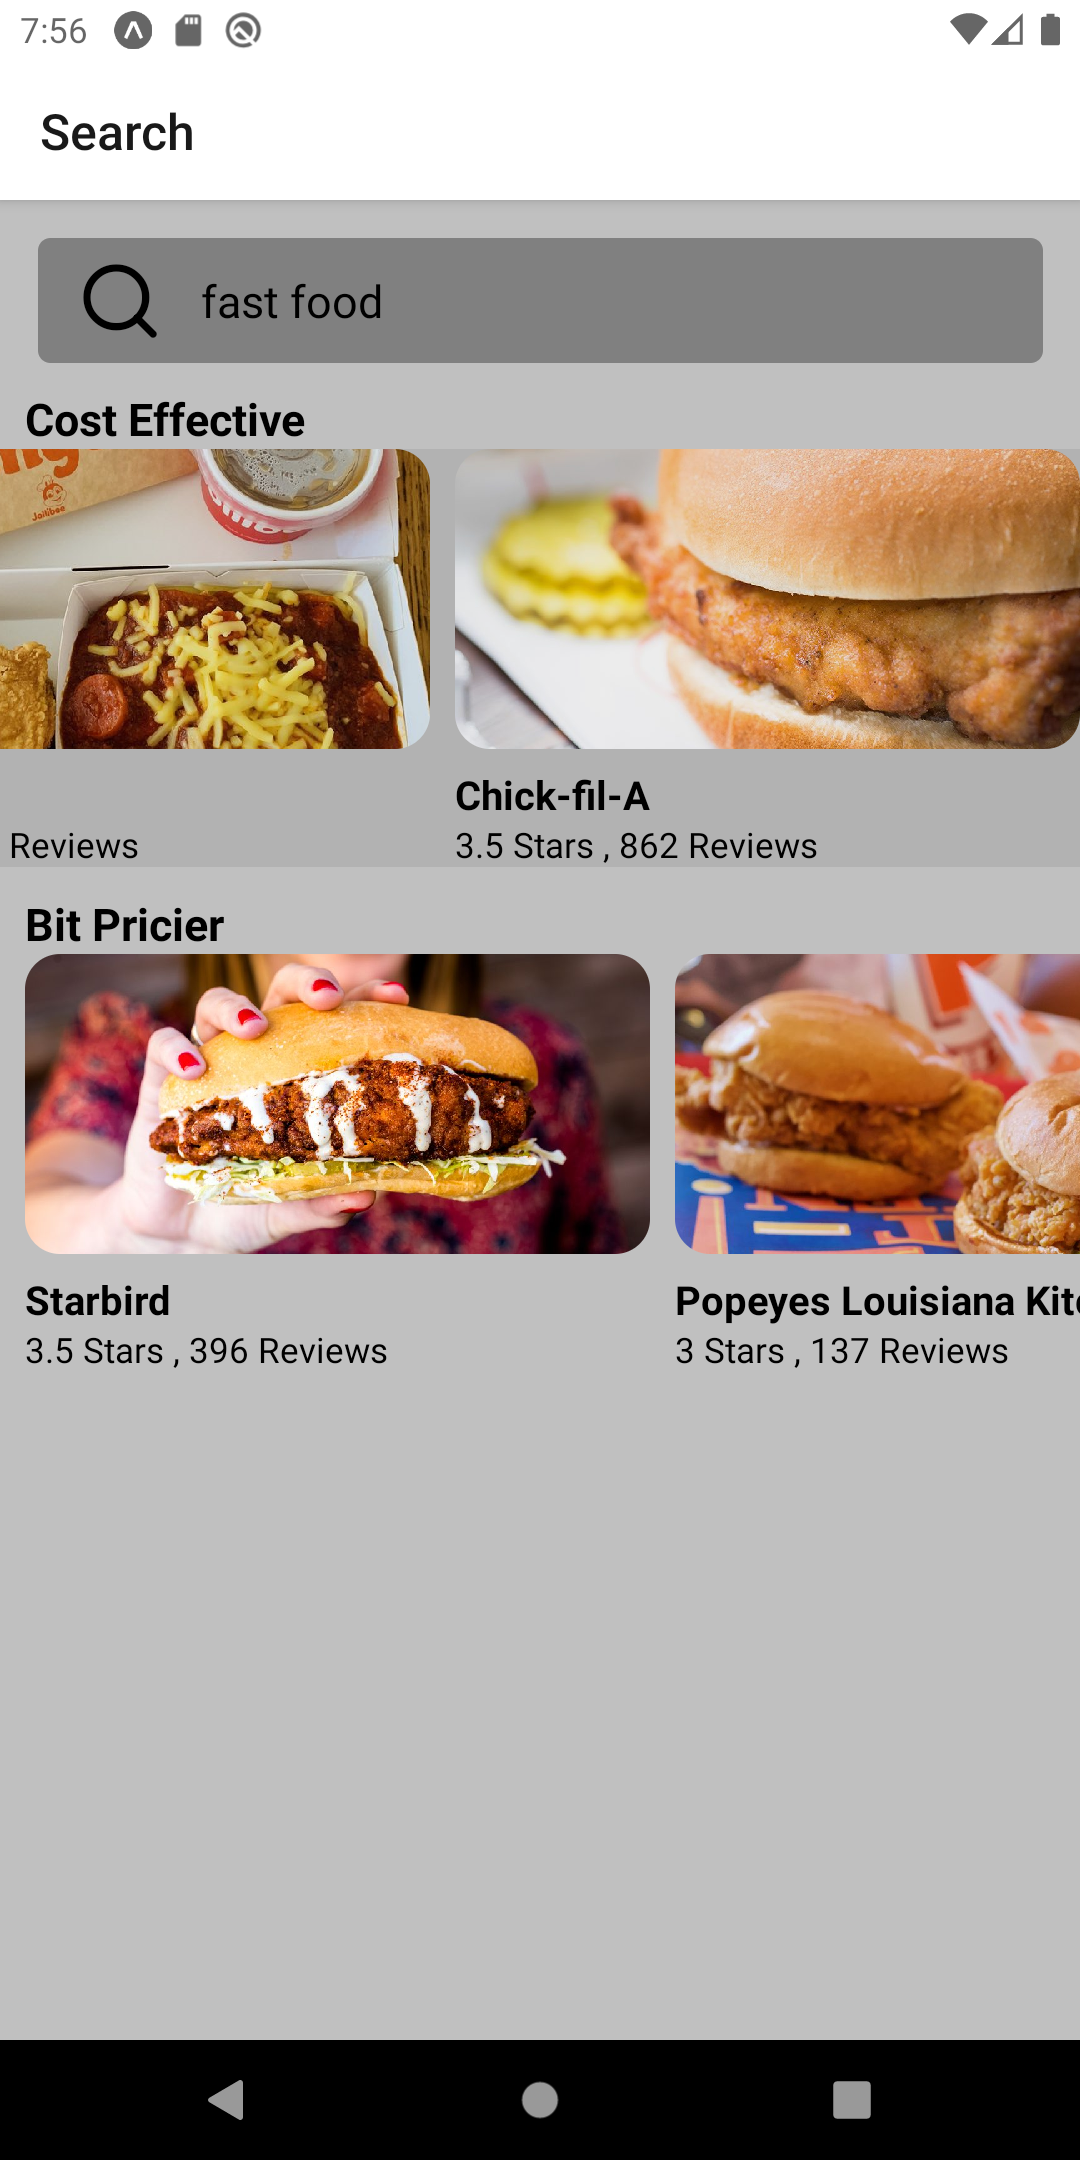 7:56
Search
fast food
Cost Effective
Jollibee
Reviews
Chick-fil-A
3.5 Stars , 862 Reviews
Bit Pricier
Starbird
3.5 Stars , 396 Reviews
Popeyes Louisiana Kit
3 Stars , 137 Reviews